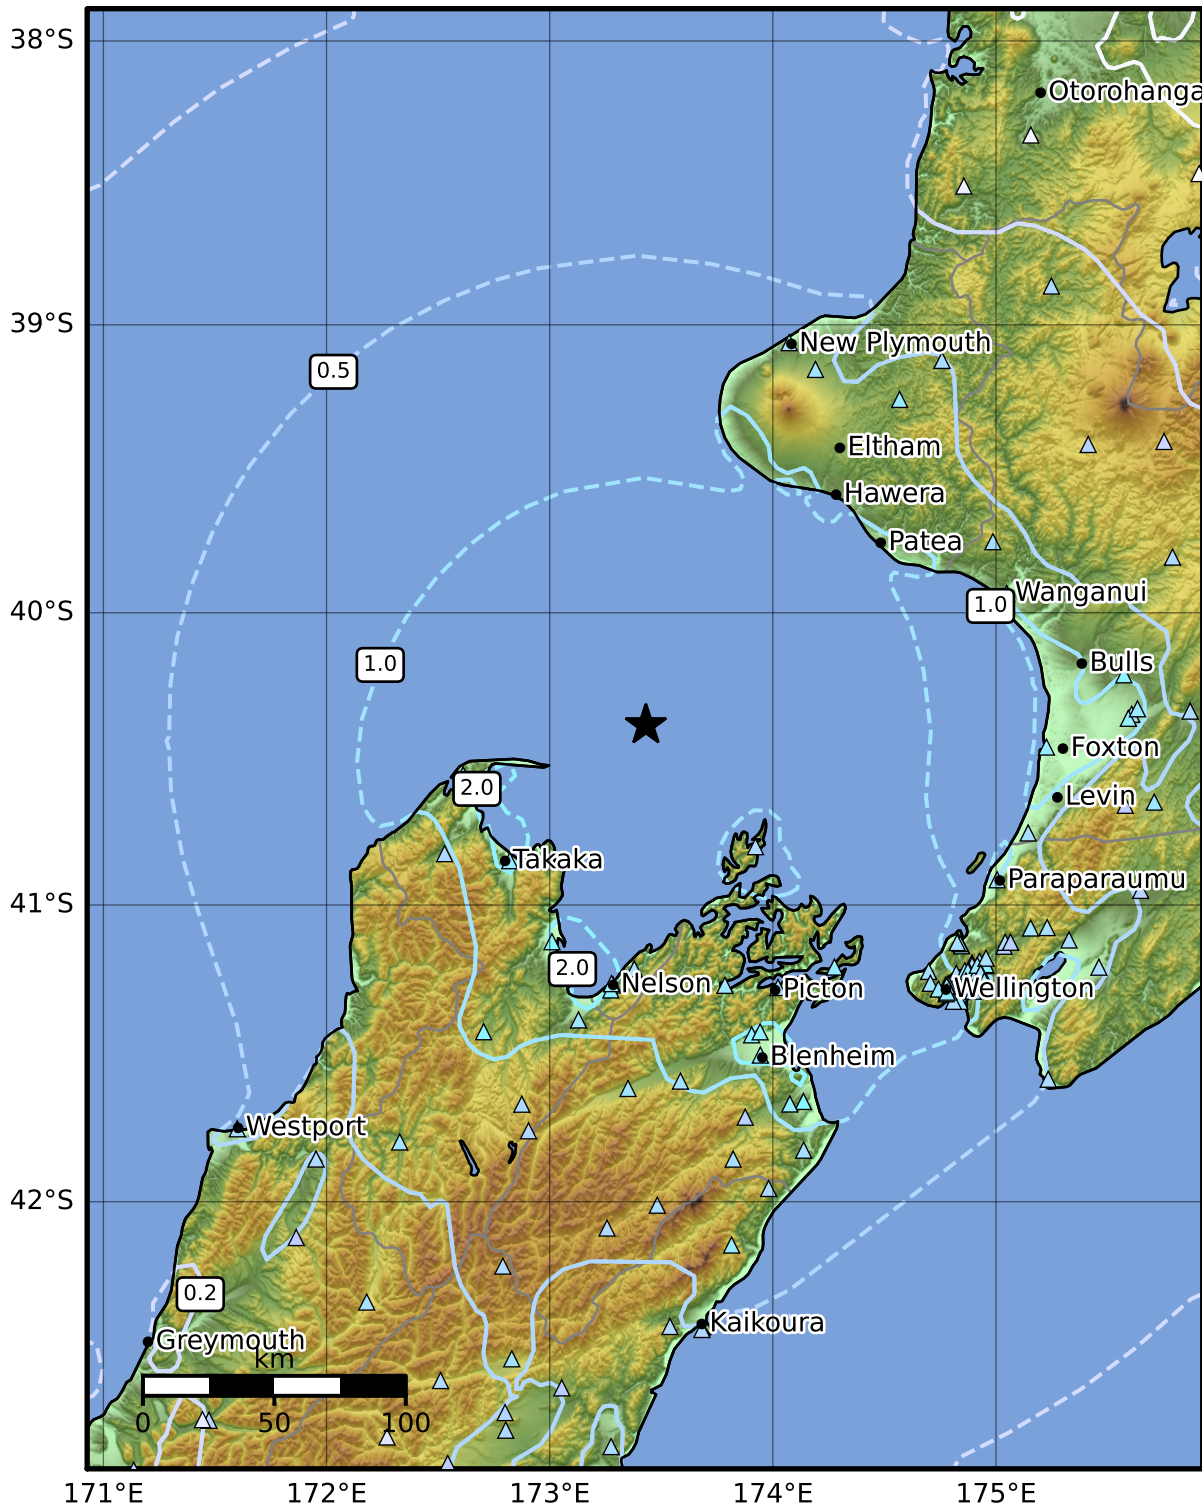 38°S
Otorohanga
39°S
0.5
New Plymouth
Eltham
Hawera
Patea
40°S
Wanganui
1.0
1.0
Bulls
Foxton
2.0
Levin
Takaka
Paraparaumu
41°S
2.0
Nelson
Picton
Wellington
Blenheim
Westport
42°S
0.2
Kaikoura
Greymouth
km
0 50 100
171°E 172°E 173°E 174°E 175°E